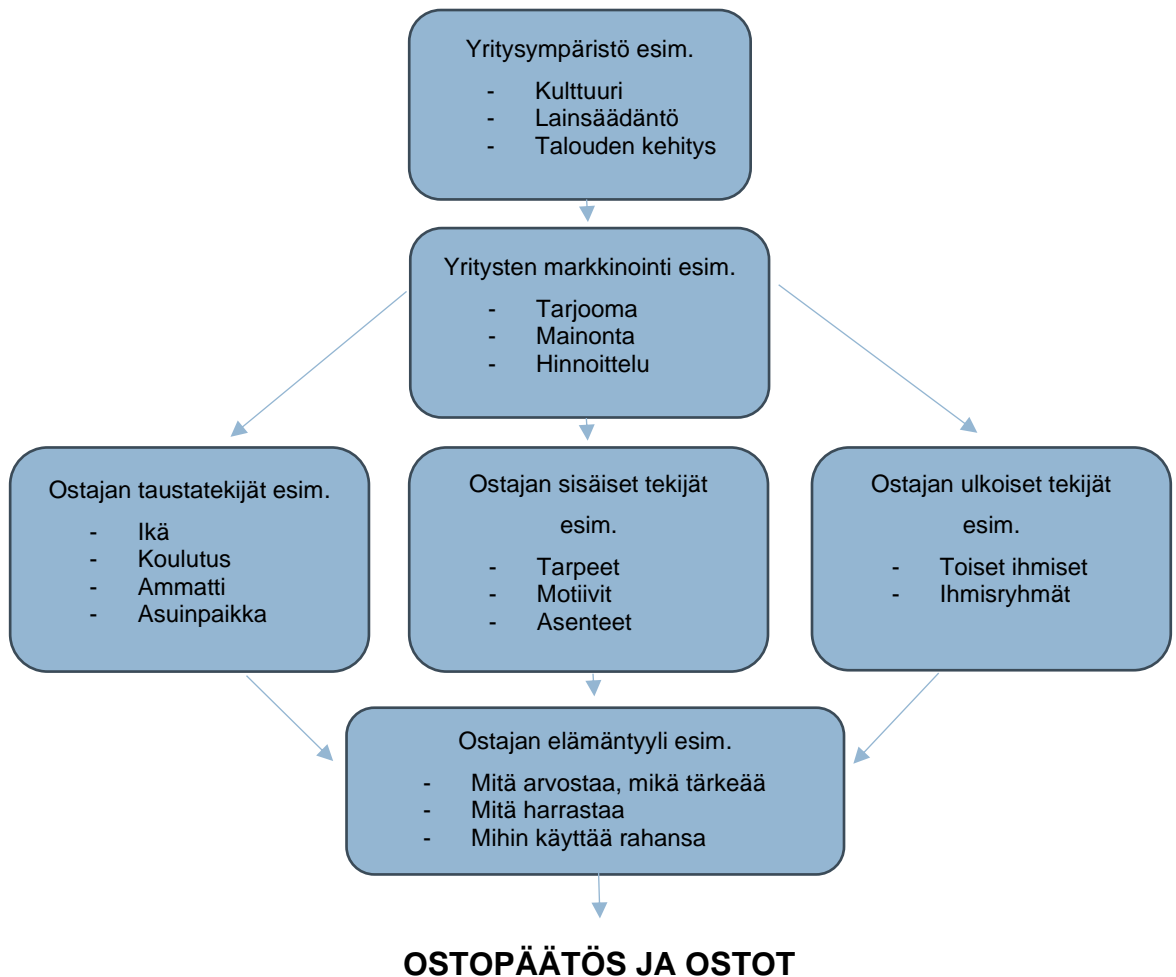 Yritysympäristö esim.
- Kulttuuri
- Lainsäädäntö
- Talouden kehitys
Yritysten markkinointi esim.
- Tarjooma
- Mainonta
- Hinnoittelu
Ostajan taustatekijät esim.
- Ikä
- Koulutus
- Ammatti
- Asuinpaikka
Ostajan sisäiset tekijät
esim.
- Tarpeet
- Motiivit
- Asenteet
Ostajan ulkoiset tekijät
esim.
- Toiset ihmiset
- Ihmisryhmät
Ostajan elämäntyyli esim.
- Mitä arvostaa, mikä tärkeää
- Mitä harrastaa
- Mihin käyttää rahansa
OSTOPÄÄTÖS JA OSTOT